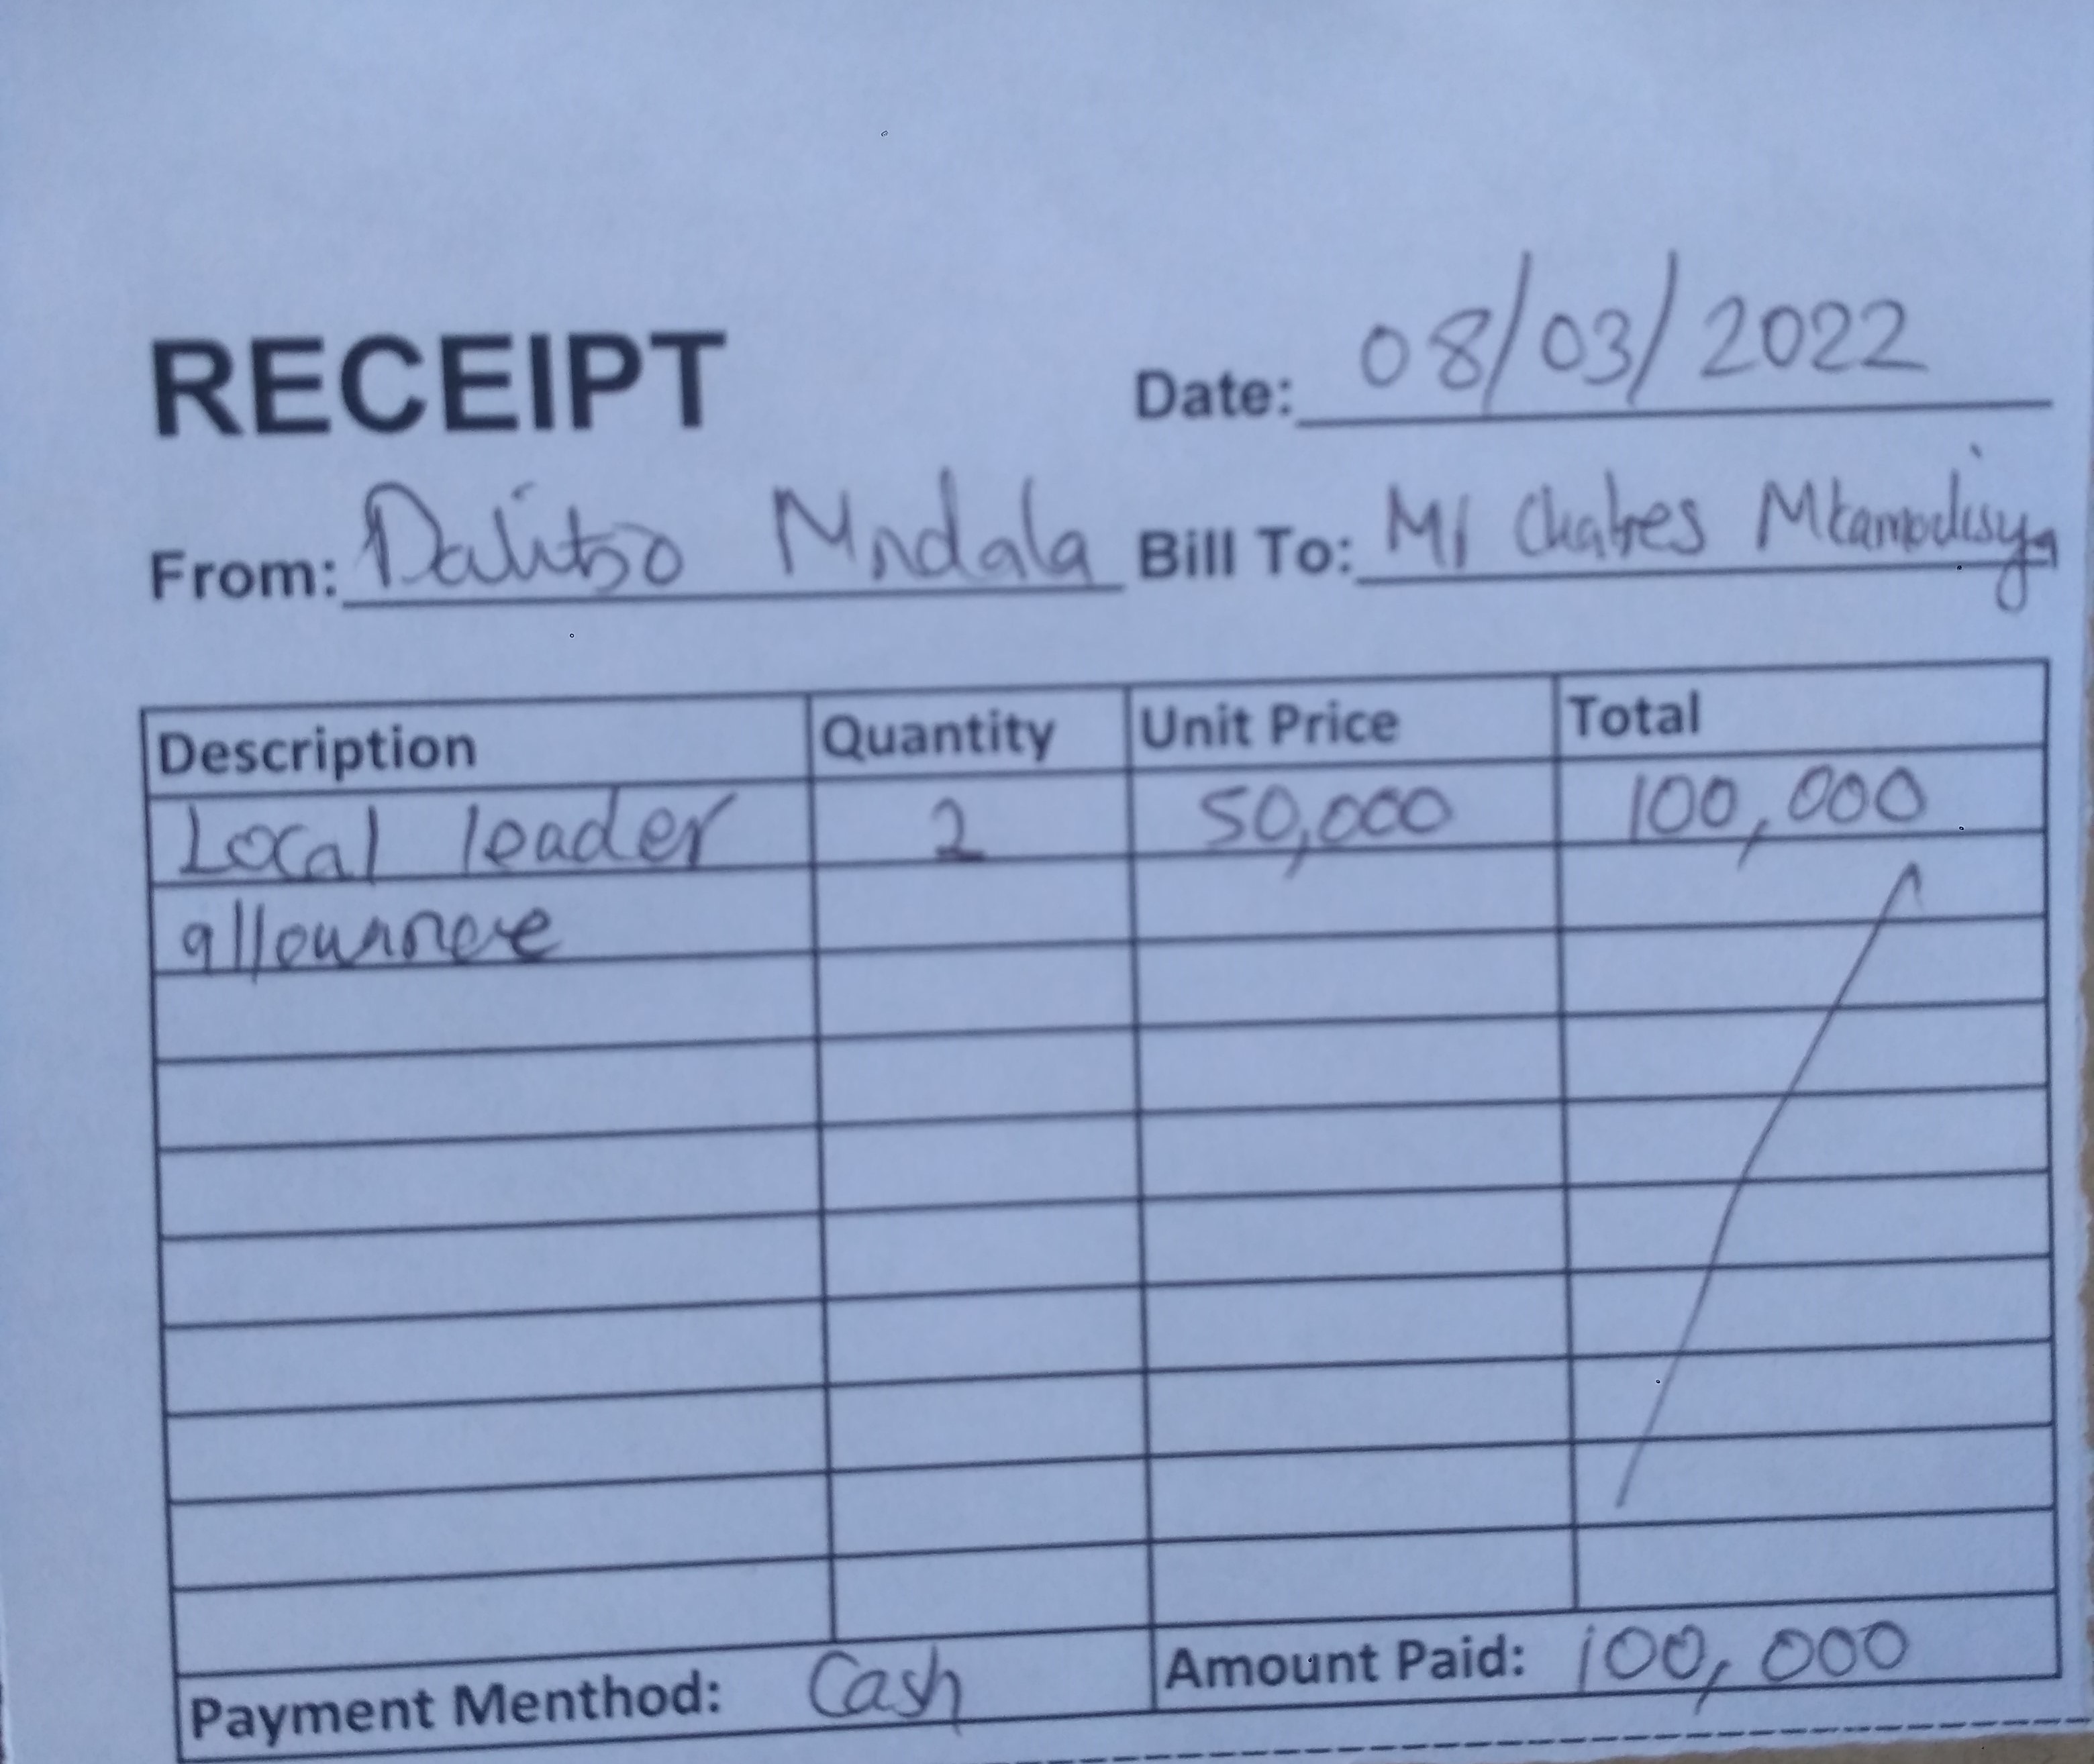 RECEIPT
Date: 08/03/2022
From: Dalitso Mndala Bill To: Mr Mkamodisya
Description Quantity Unit Price Total
Local leader 2 50,000 100,000
allowance
Payment Menthod: Cash Amount Paid: 100,000